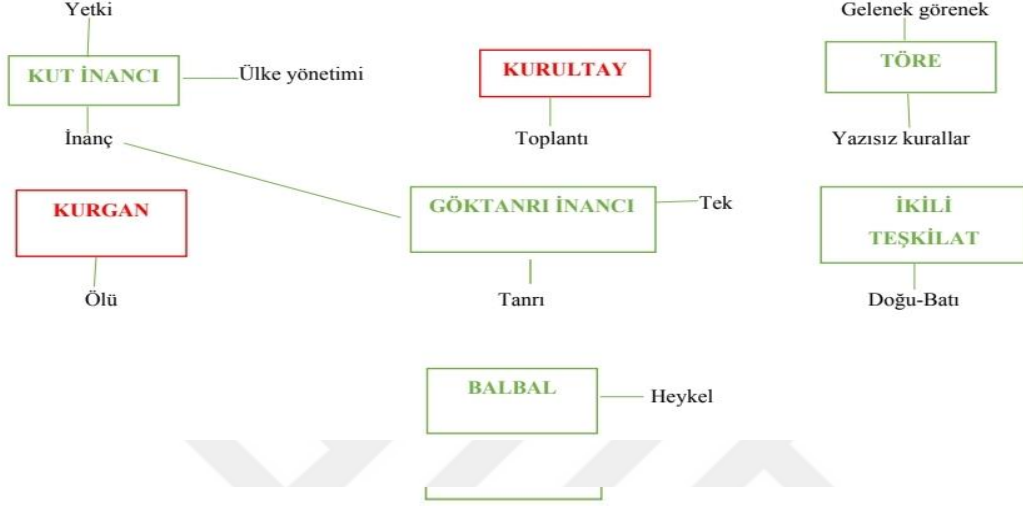 Yetki
Gelenek görenek
KUT İNANCI
Ülke yönetimi
KURULTAY
TÖRE
İnanç
Toplantı
Yazısız kurallar
KURGAN
GÖKTANRI İNANCI
Tek
İKİLİ
TEŞKİLAT
Ölü
Tanrı
Doğu-Batı
BALBAL
Heykel